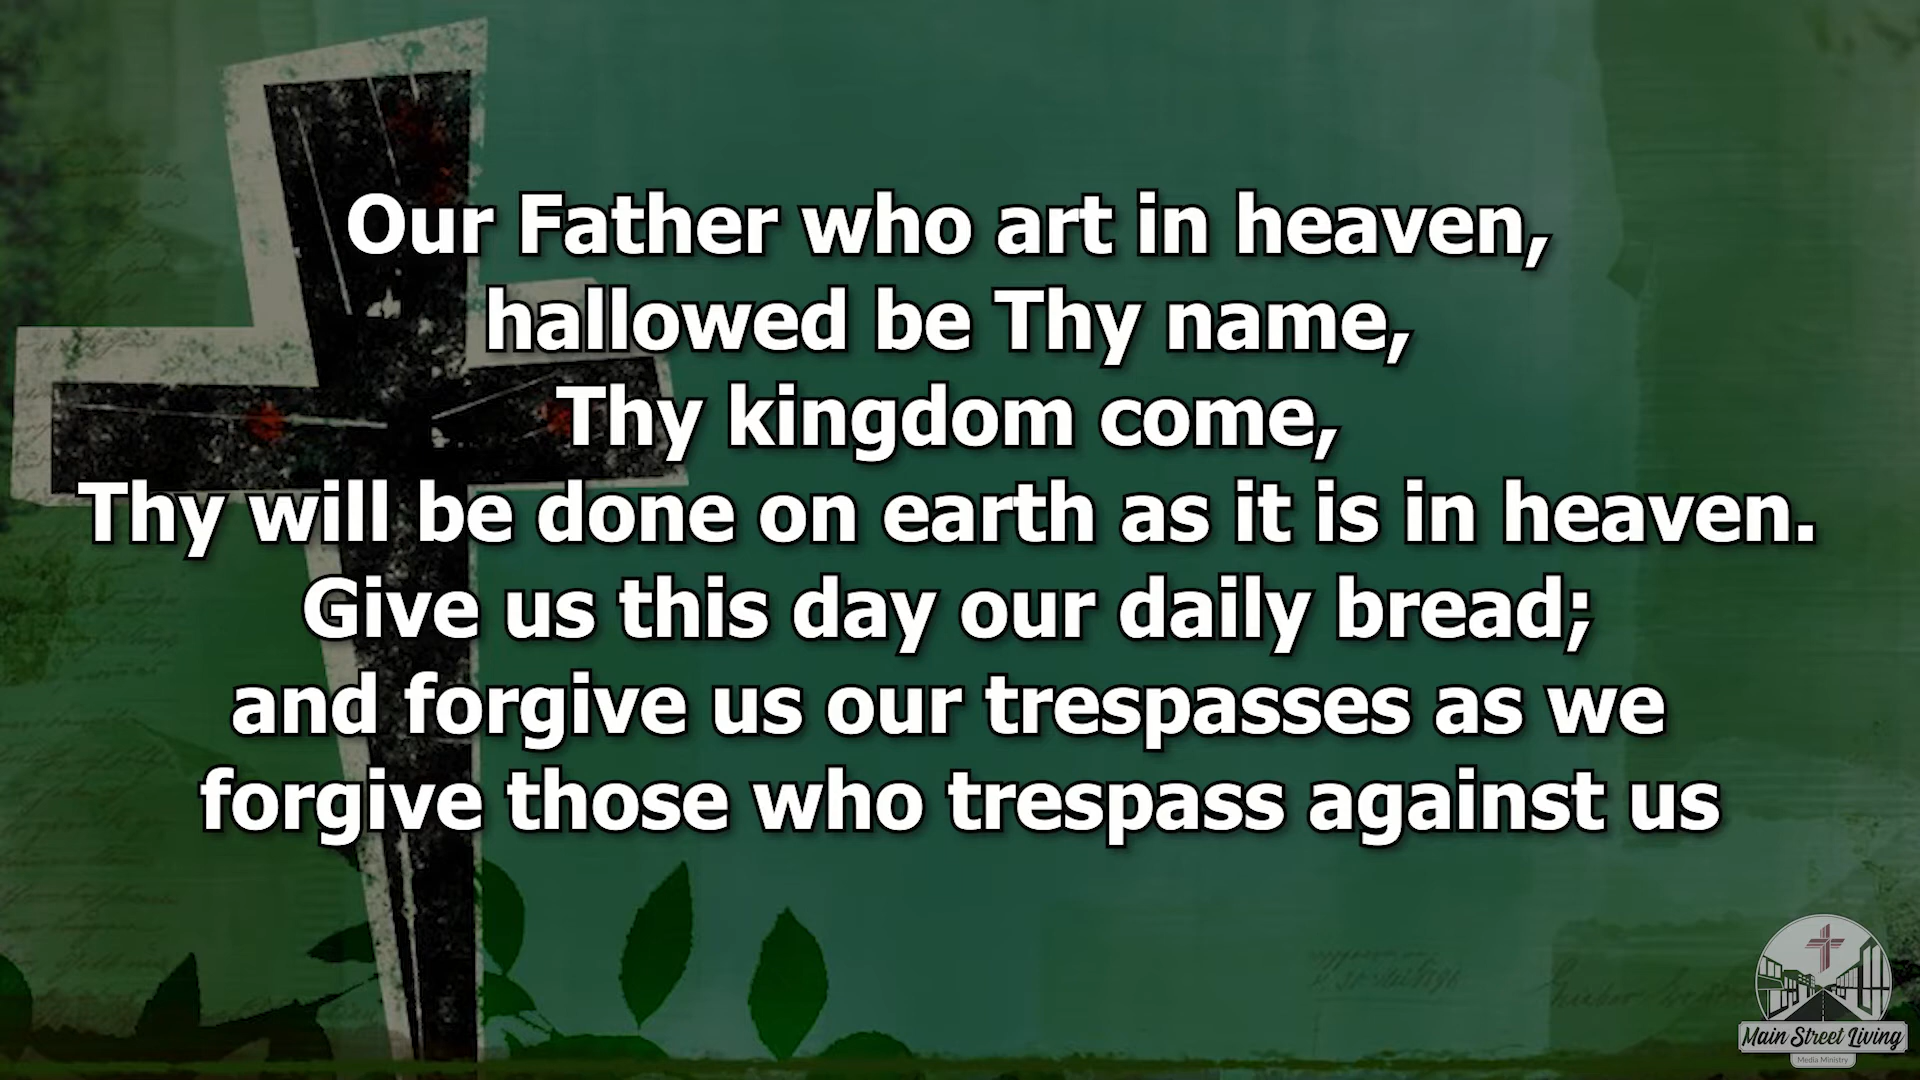 Our Father who art in heaven,
hallowed be Thy name,
Thy kingdom come,
Thy will be done on earth as it is in heaven.
Give us this day our daily bread;
and forgive us our trespasses as we
forgive those who trespass against us
Main Street Living
Media Ministry